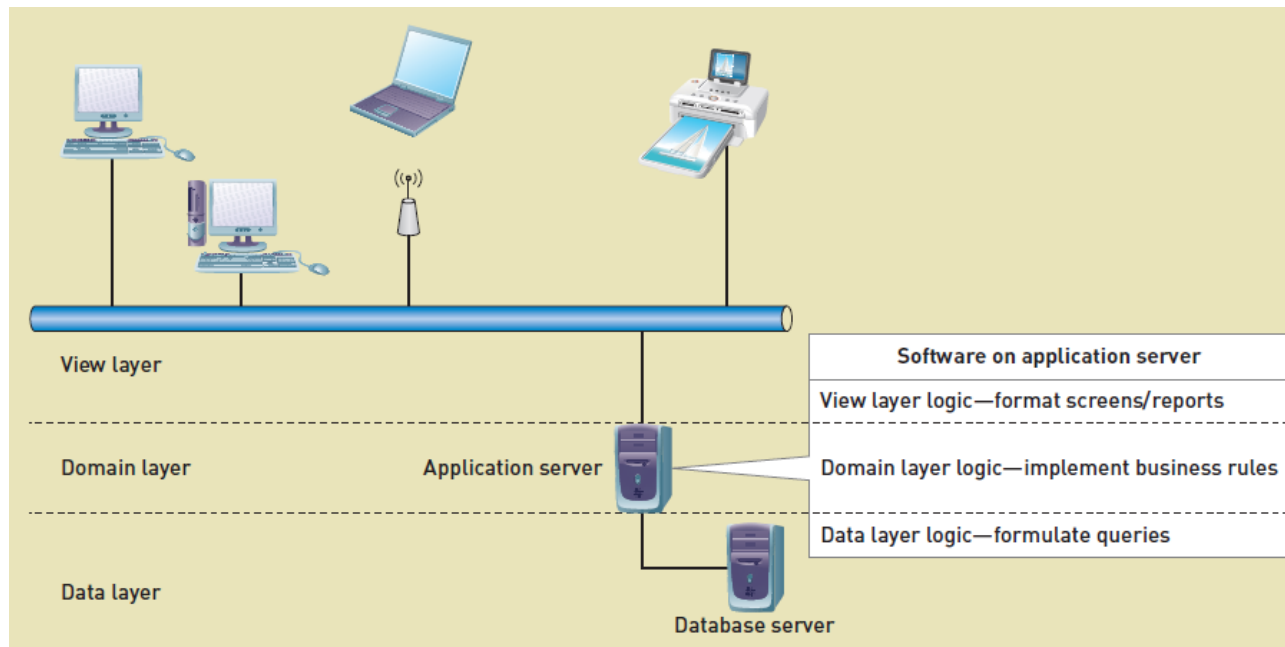 View layer
Domain layer
Data layer
Application server
Database server
Software on application server
View layer logic—format screens/reports
Domain layer logic—implement business rules
Data layer logic—formulate queries